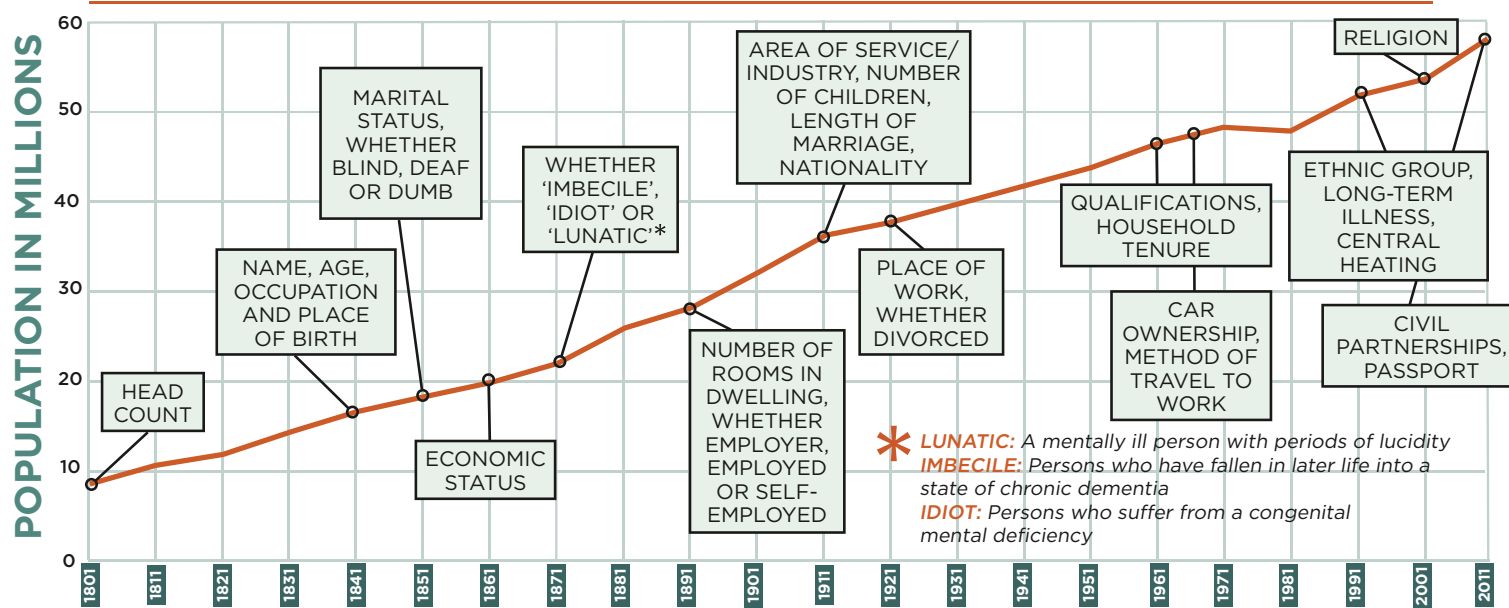 POPULATION IN MILLIONS
60
50
40
30
20
10
0
HEAD
COUNT
NAME, AGE,
OCCUPATION
AND PLACE
OF BIRTH
MARITAL
STATUS,
WHETHER
BLIND, DEAF
OR DUMB
ECONOMIC
STATUS
WHETHER
‘IMBECILE’,
‘IDIOT’ OR
‘LUNATIC’*
NUMBER OF
ROOMS IN
DWELLING,
WHETHER
EMPLOYER,
EMPLOYED
OR SELF-
EMPLOYED
AREA OF SERVICE/
INDUSTRY, NUMBER
OF CHILDREN,
LENGTH OF
MARRIAGE,
NATIONALITY
PLACE OF
WORK,
WHETHER
DIVORCED
QUALIFICATIONS,
HOUSEHOLD
TENURE
CAR
OWNERSHIP,
METHOD OF
TRAVEL TO
WORK
RELIGION
ETHNIC GROUP,
LONG-TERM
ILLNESS,
CENTRAL
HEATING
CIVIL
PARTNERSHIPS,
PASSPORT
* LUNATIC: A mentally ill person with periods of lucidity
IMBECILE: Persons who have fallen in later life into a
state of chronic dementia
IDIOT: Persons who suffer from a congenital
mental deficiency
1801
1811
1821
1831
1841
1851
1861
1871
1881
1891
1901
1911
1921
1931
1941
1951
1961
1971
1981
1991
2001
2011